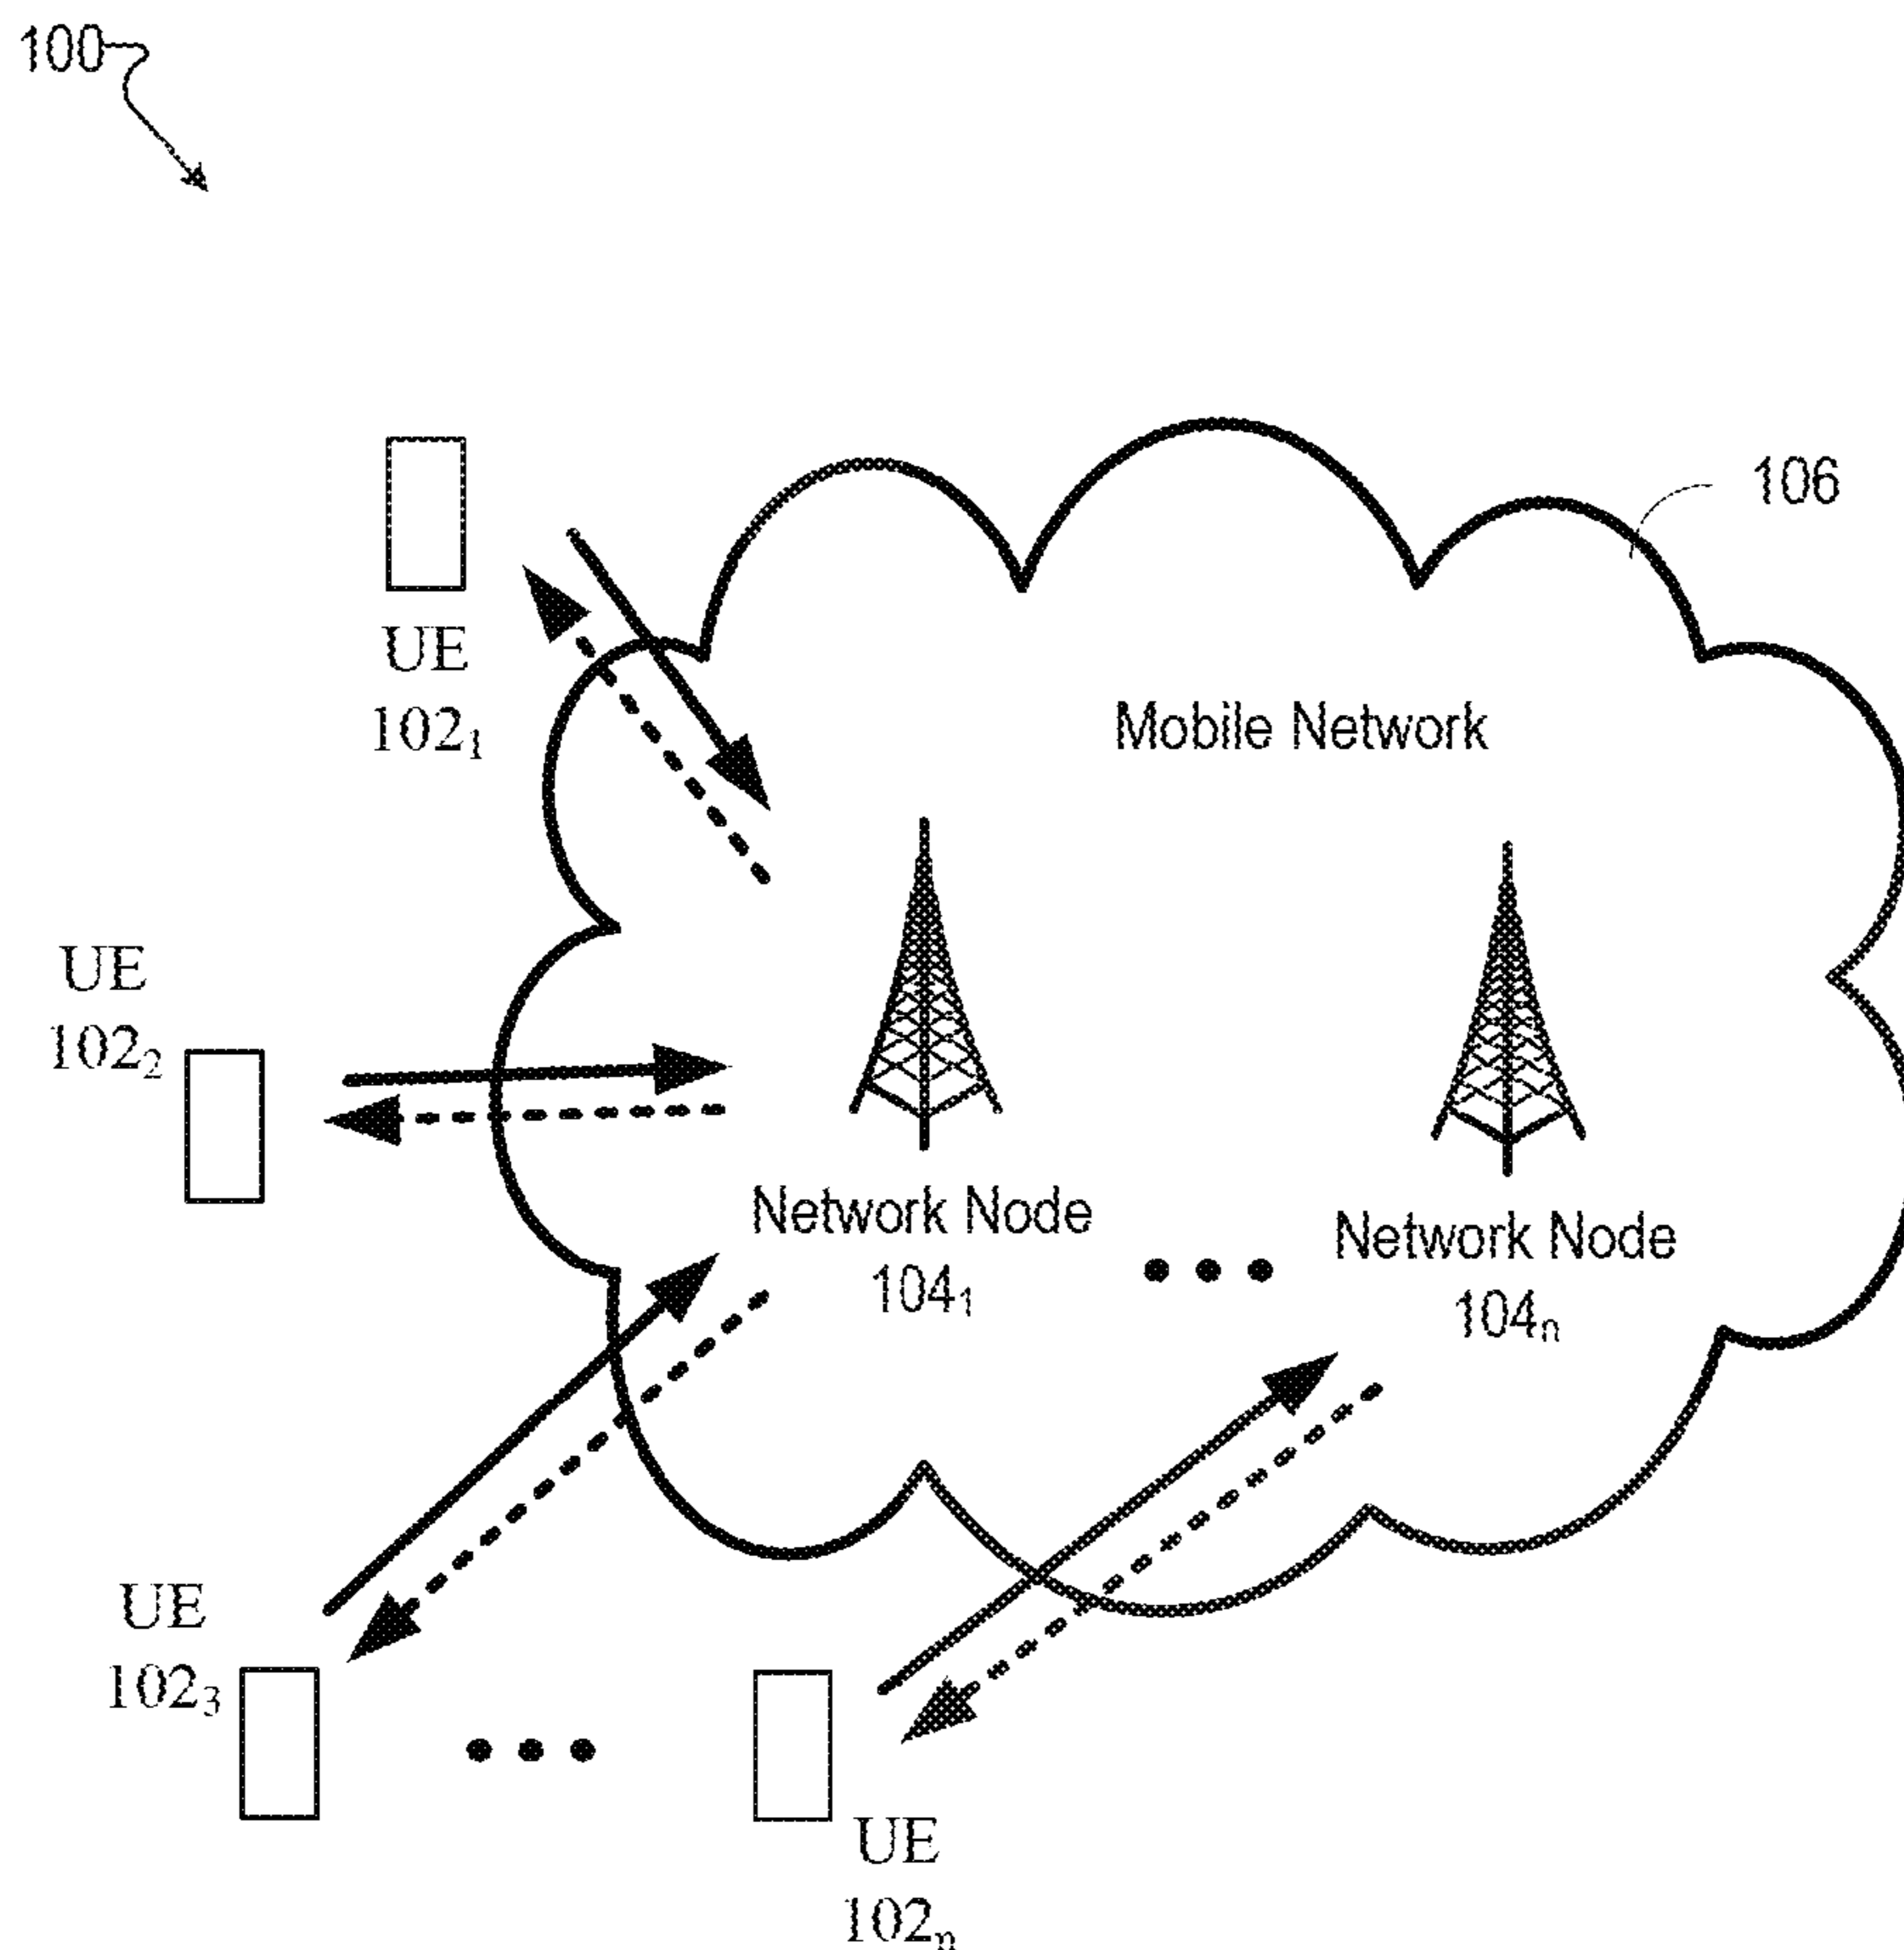 100
106
UE
102₁
Mobile Network
UE
102₂
Network Node
104₁
Network Node
104ₙ
UE
102₃
UE
102ₙ